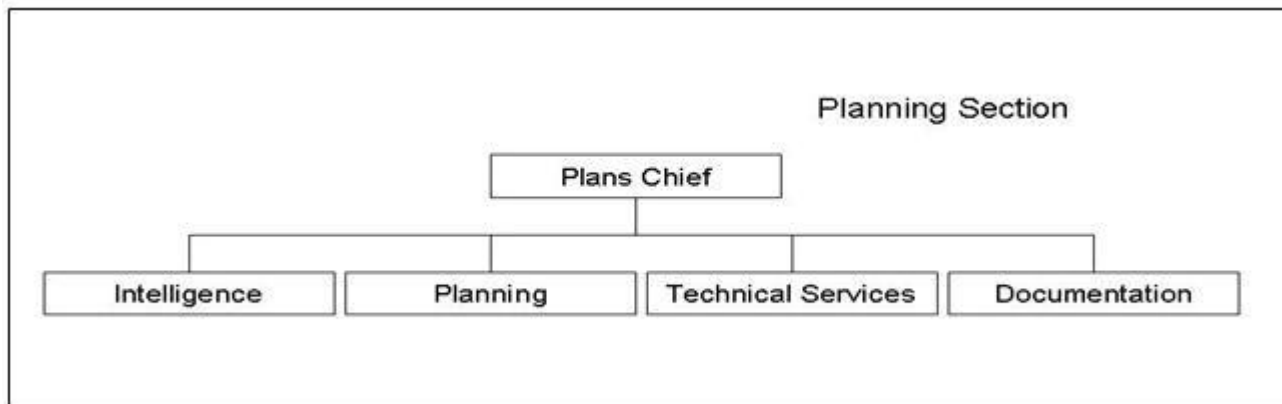 Planning Section
Plans Chief
Intelligence
Planning
Technical Services
Documentation